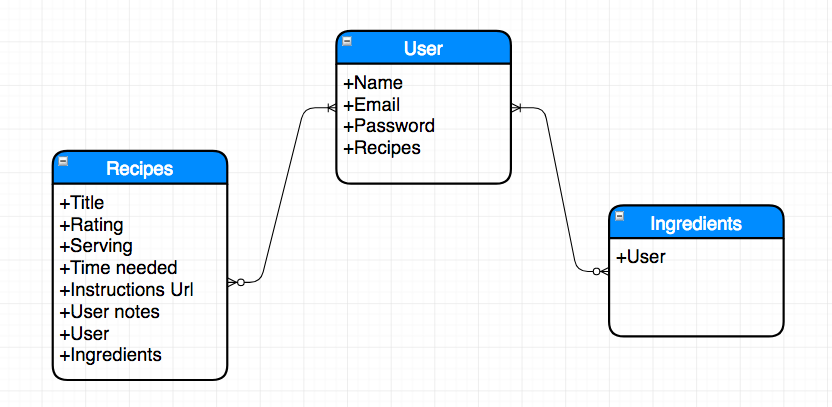 User
+Name
+Email
+Password
+Recipes
Recipes
+Title
+Rating
+Serving
+Time needed
+Instructions Url
+User notes
+User
+Ingredients
Ingredients
+User